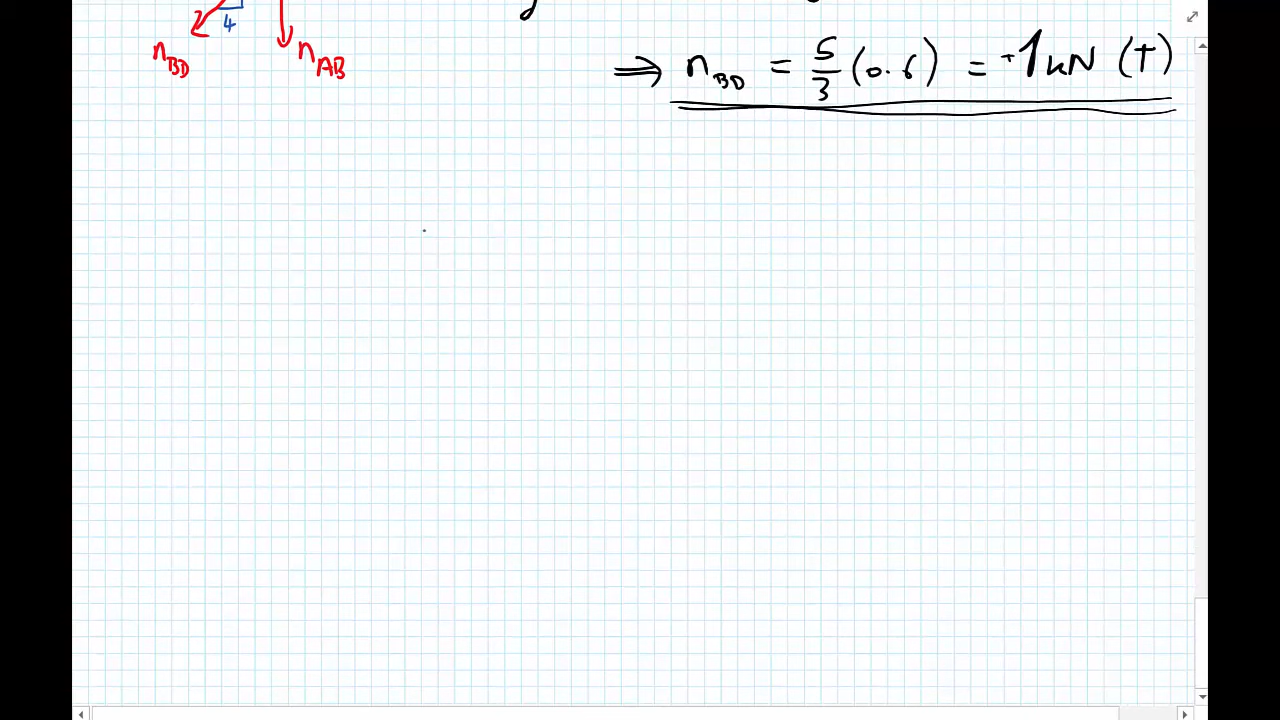 4
n_BD
n_AB
⇒ n_BD = 5/3 (0.6) = +1 kN (T)